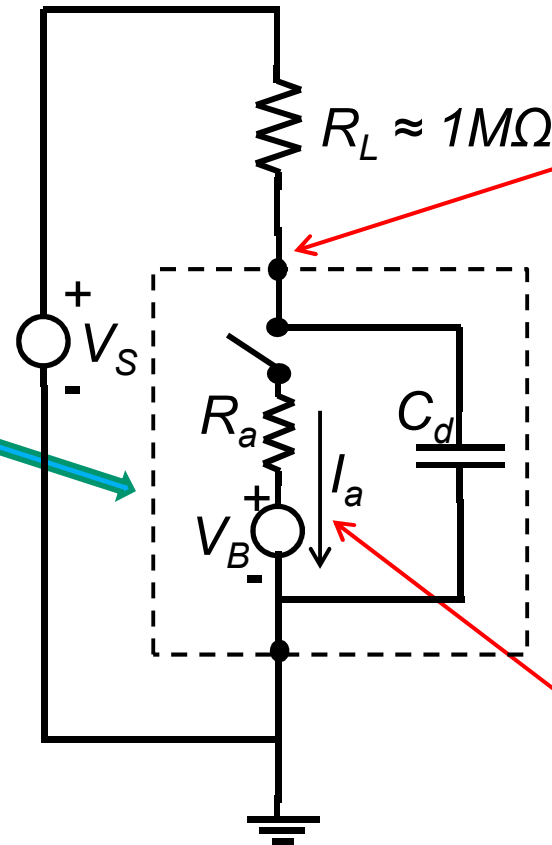 R_L ≈ 1MΩ
+
V_S
-
R_a
C_d
+
I_a
V_B
-